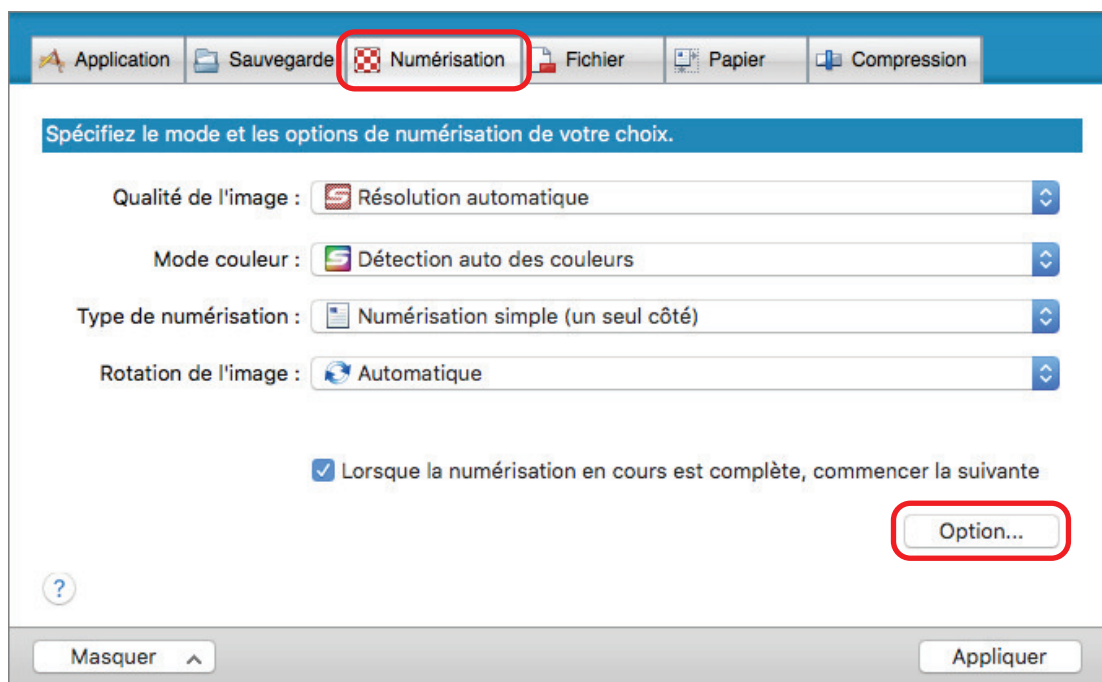 Application Sauvegarde Numérisation Fichier Papier Compression
Spécifiez le mode et les options de numérisation de votre choix.
Qualité de l'image : Résolution automatique
Mode couleur : Détection auto des couleurs
Type de numérisation : Numérisation simple (un seul côté)
Rotation de l'image : Automatique
Lorsque la numérisation en cours est complète, commencer la suivante
Option...
?
Masquer Appliquer